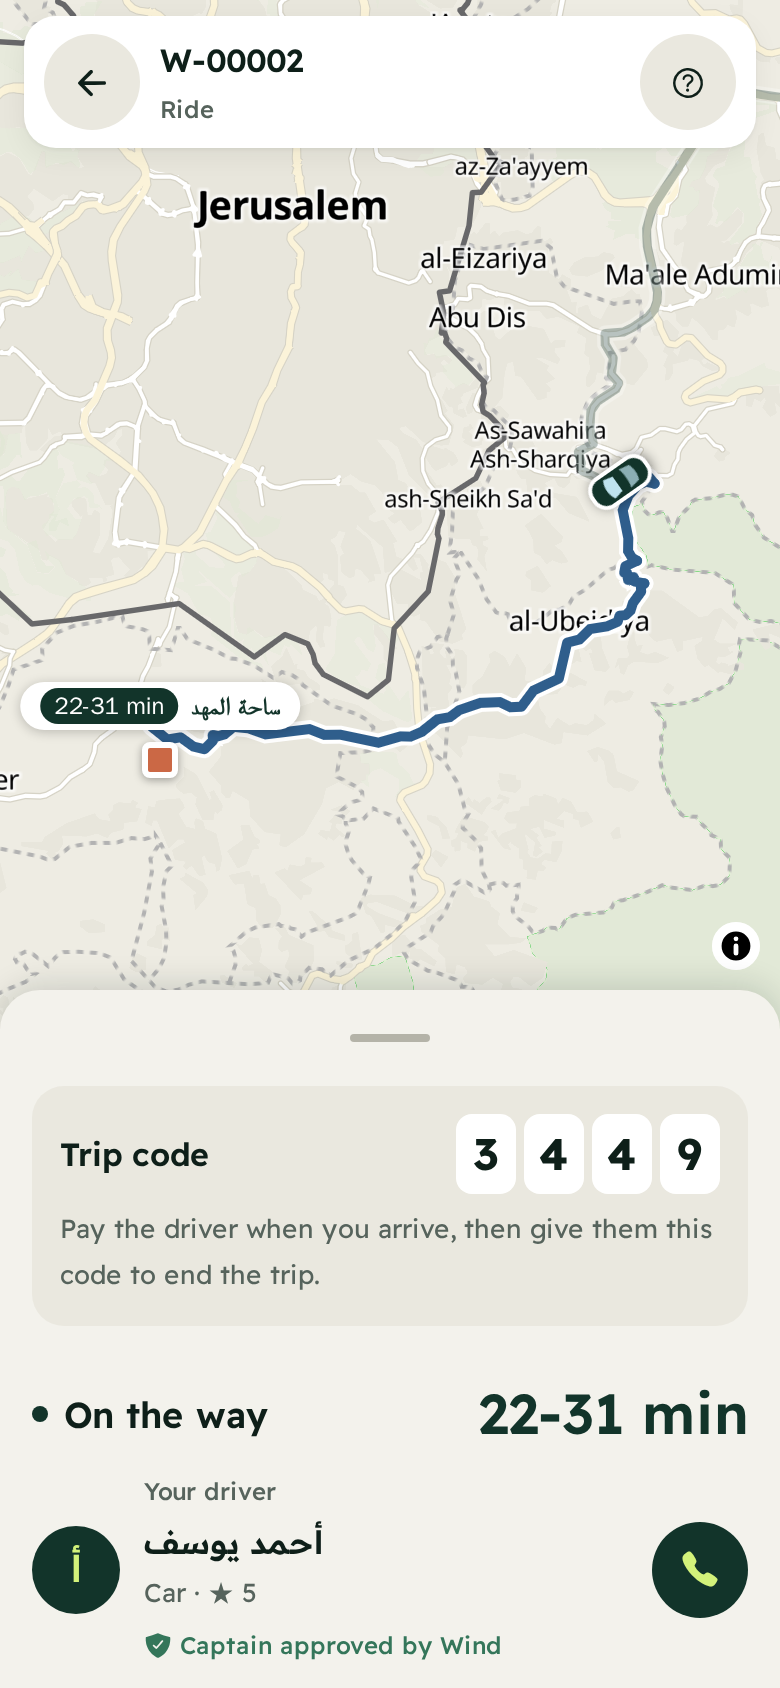 W-00002
Ride
az-Za'ayyem
Jerusalem
al-Eizariya
Ma'ale Adumi
Abu Dis
As-Sawahira
Ash-Sharqiya
ash-Sheikh Sa'd
al-Ubeidiya
22-31 min ساحة المهد
er
Trip code
3 4 4 9
Pay the driver when you arrive, then give them this
code to end the trip.
On the way
22-31 min
Your driver
أ
أحمد يوسف
Car · ★ 5
Captain approved by Wind